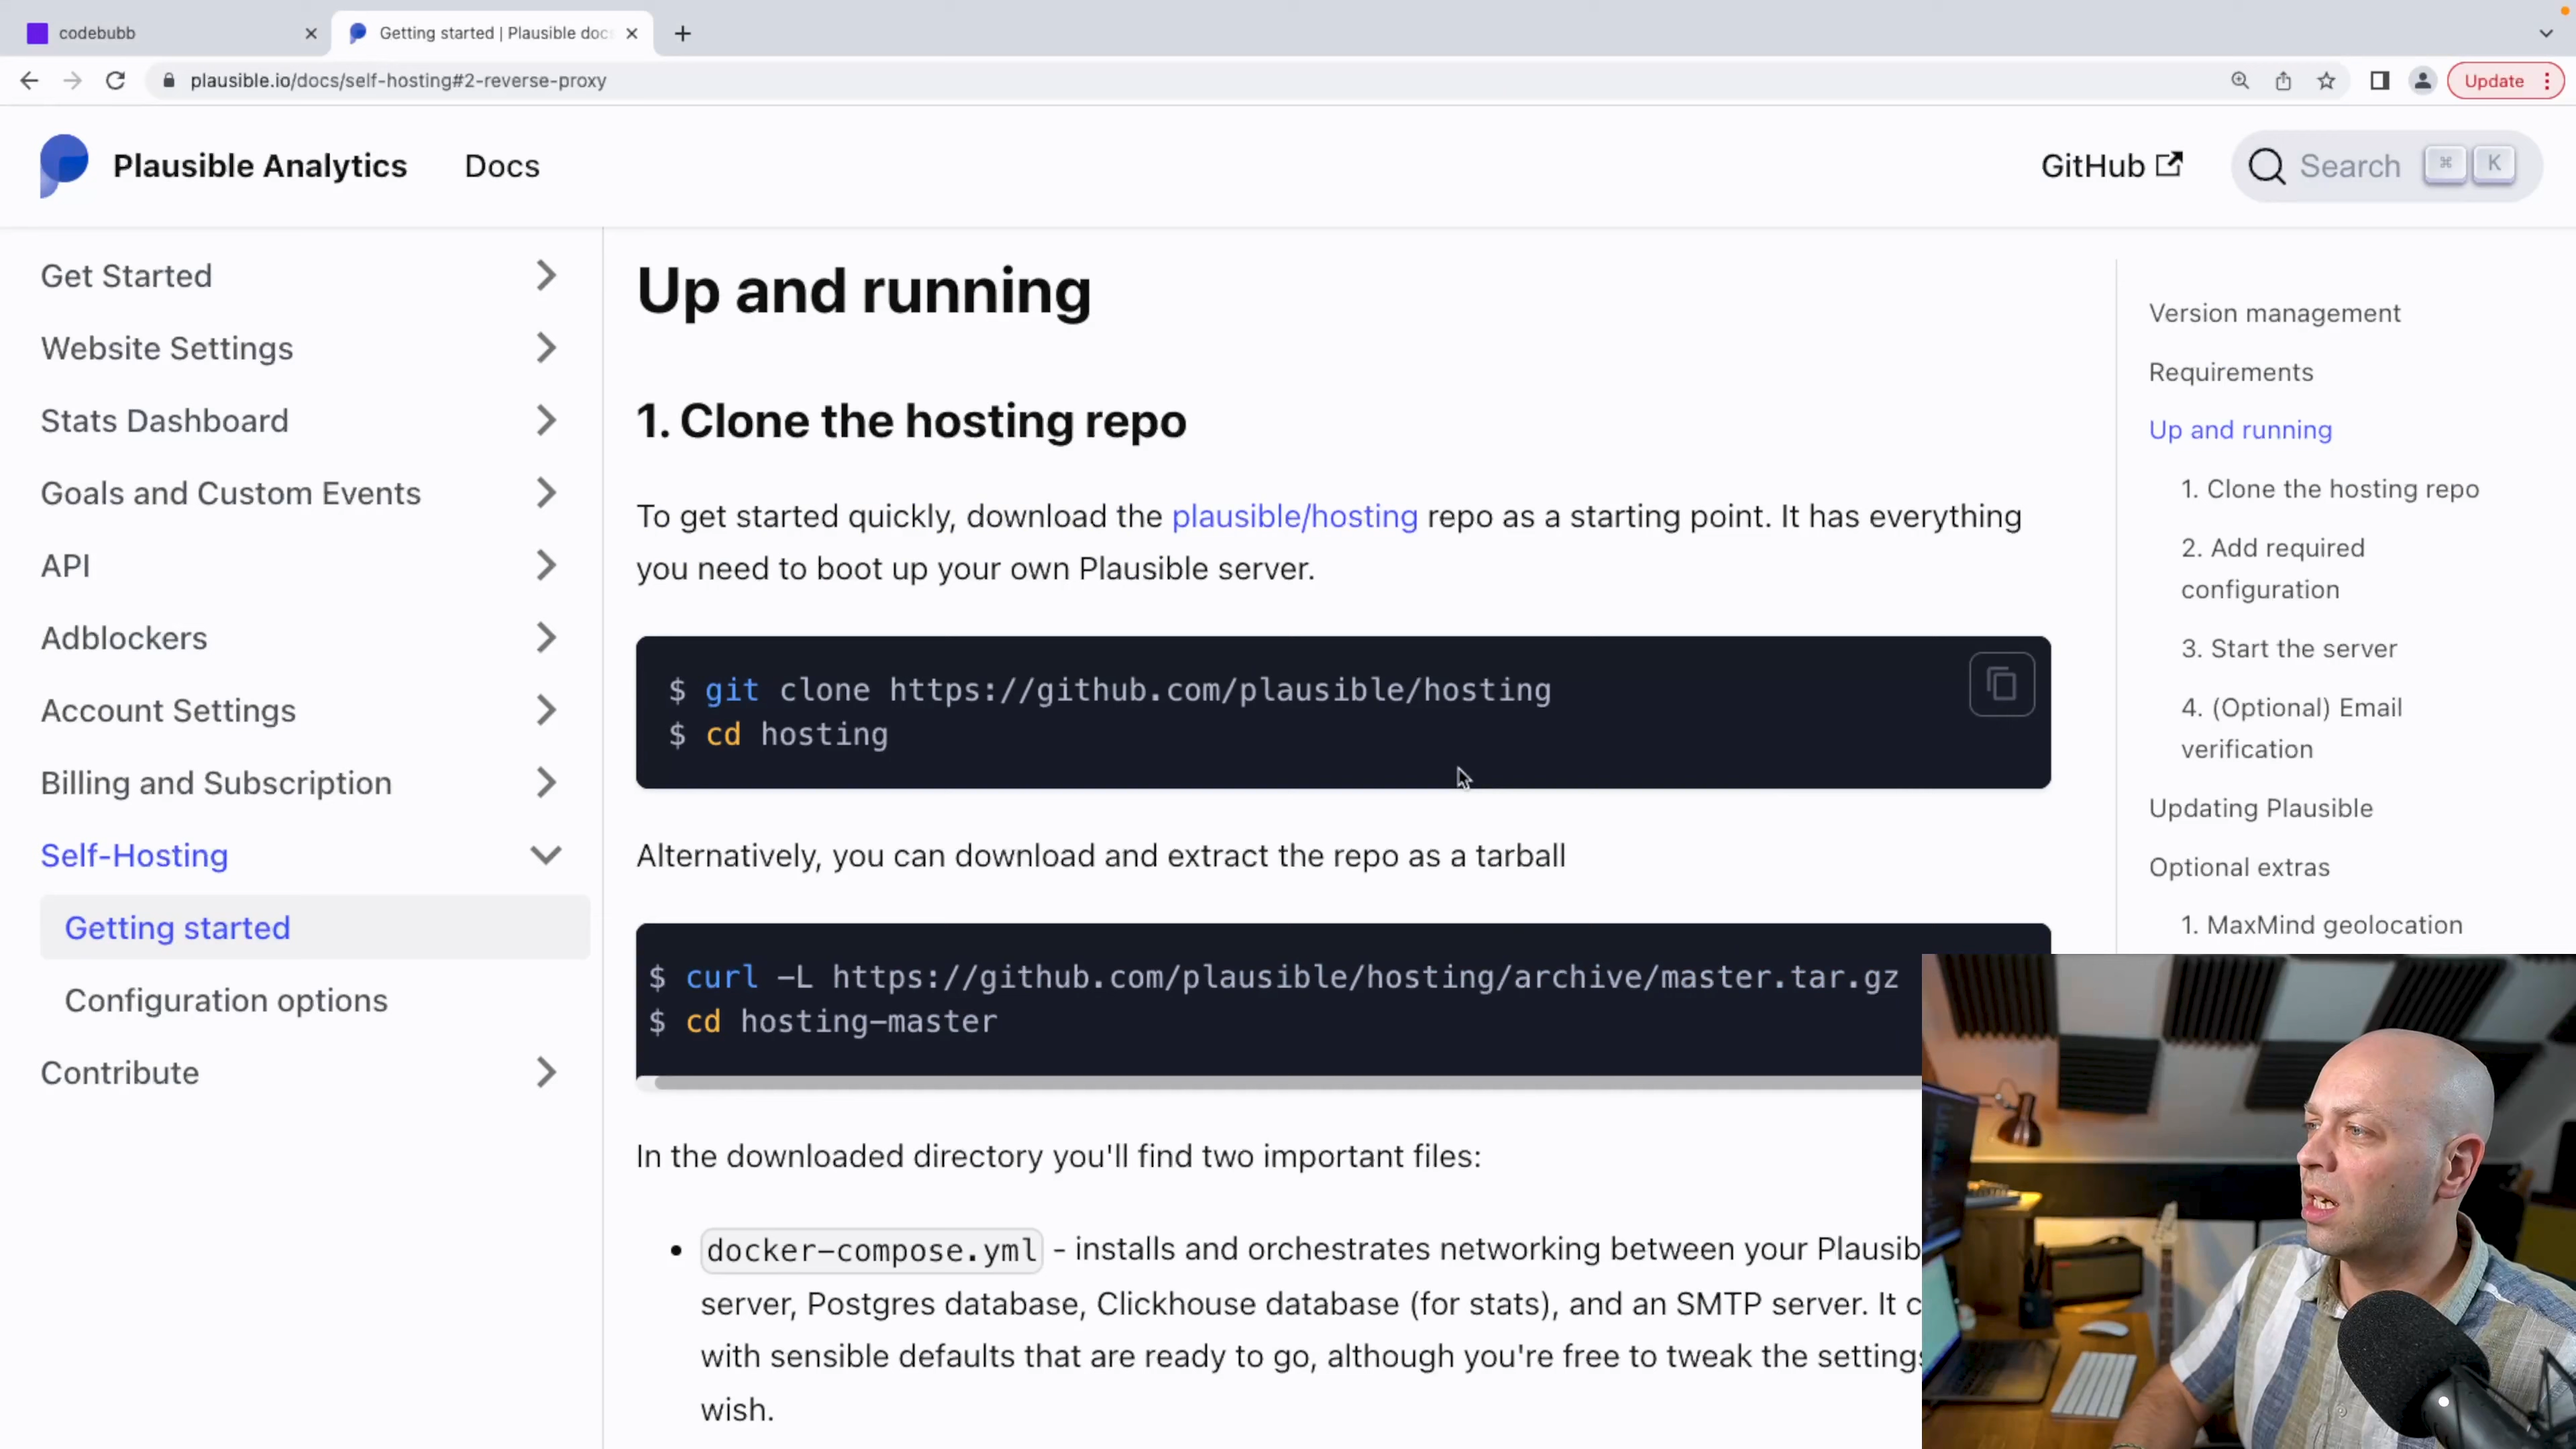 codebubb
Getting started | Plausible doc
plausible.io/docs/self-hosting#2-reverse-proxy
Update
Plausible Analytics
Docs
GitHub
Search
⌘ K
Get Started
Website Settings
Stats Dashboard
Goals and Custom Events
API
Adblockers
Account Settings
Billing and Subscription
Self-Hosting
Getting started
Configuration options
Contribute
Up and running
1. Clone the hosting repo
To get started quickly, download the plausible/hosting repo as a starting point. It has everything
you need to boot up your own Plausible server.
$ git clone https://github.com/plausible/hosting
$ cd hosting
Alternatively, you can download and extract the repo as a tarball
$ curl -L https://github.com/plausible/hosting/archive/master.tar.gz
$ cd hosting-master
In the downloaded directory you'll find two important files:
• docker-compose.yml - installs and orchestrates networking between your Plausib
server, Postgres database, Clickhouse database (for stats), and an SMTP server. It c
with sensible defaults that are ready to go, although you're free to tweak the settings
wish.
Version management
Requirements
Up and running
1. Clone the hosting repo
2. Add required
configuration
3. Start the server
4. (Optional) Email
verification
Updating Plausible
Optional extras
1. MaxMind geolocation